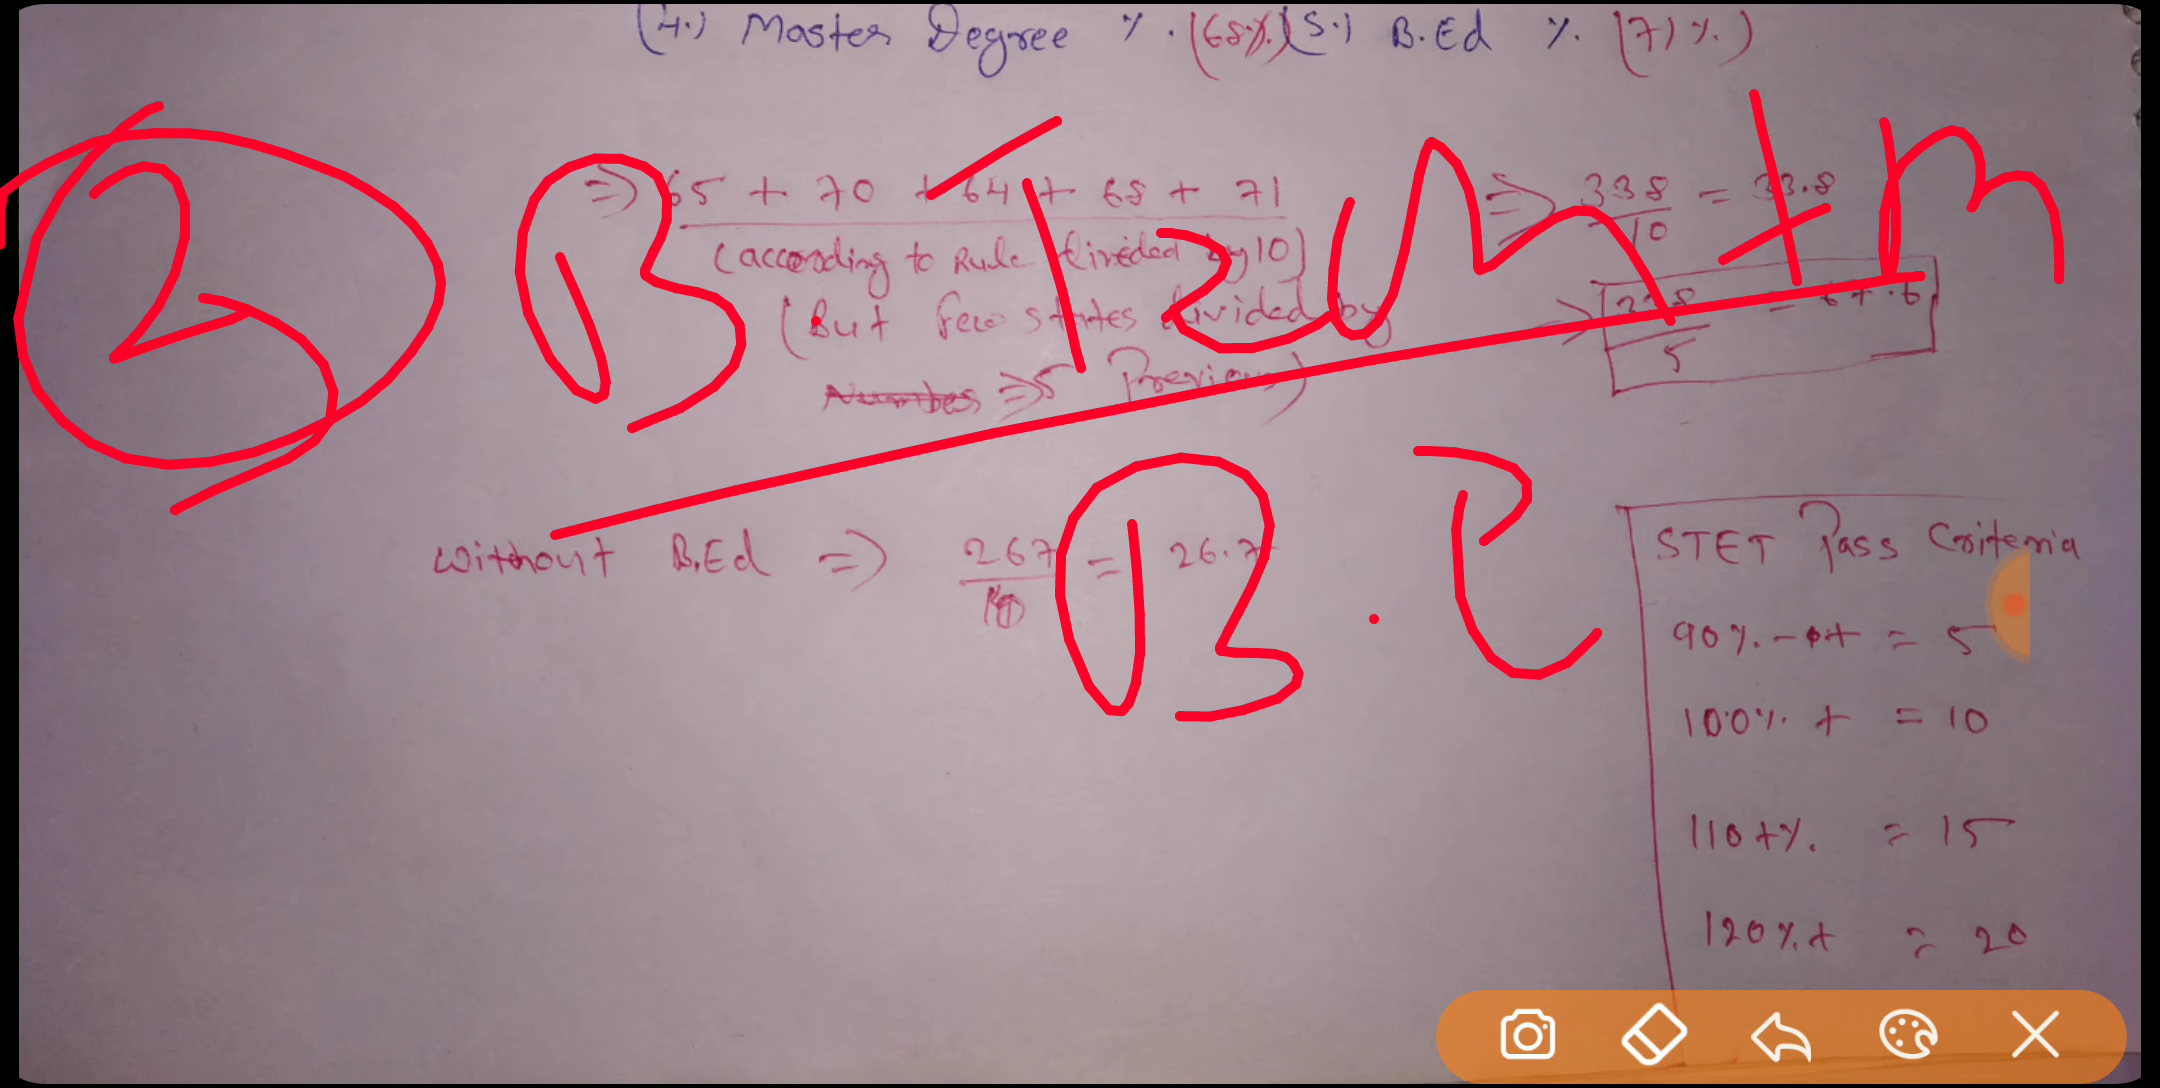 (4.) Master Degree %. (68%.) (5.) B.Ed %. (71%.)
2
⇒ 65 + 70 + 64 + 68 + 71 ⇒ 338/10 = 33.8
(according to Rule divided by 10)
(But few states divided by ⇒ 338/5 = 67.6
⇒ 5 Previous)
without B.Ed ⇒ 267/10 = 26.7
B.
STET Pass Criteria
90%. - = 5
100%. + = 10
110+%. = 15
120%.+ = 20